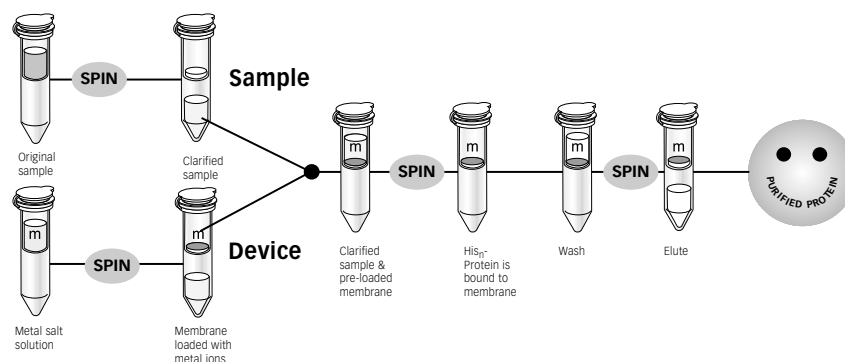 SPIN
Sample
Original
sample
Clarified
sample
m
SPIN
m
Device
Metal salt
solution
Membrane
loaded with
metal ions
m
SPIN
m
m
SPIN
m
Clarified
sample &
pre-loaded
membrane
Hisn-
Protein is
bound to
membrane
Wash
Elute
PURIFIED PROTEIN